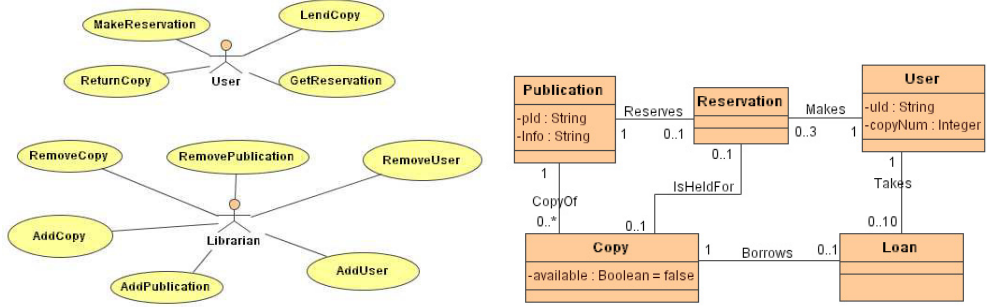 MakeReservation
LendCopy
ReturnCopy
User
GetReservation
RemoveCopy
RemovePublication
RemoveUser
AddCopy
Librarian
AddPublication
AddUser
Publication
-pId : String
-Info : String
Reserves
1
0..1
Reservation
Makes
0..3
1
User
-uId : String
-copyNum : Integer
1
CopyOf
0..*
0..1
IsHeldFor
0..1
1
Takes
0..10
Copy
-available : Boolean = false
1
Borrows
0..1
Loan